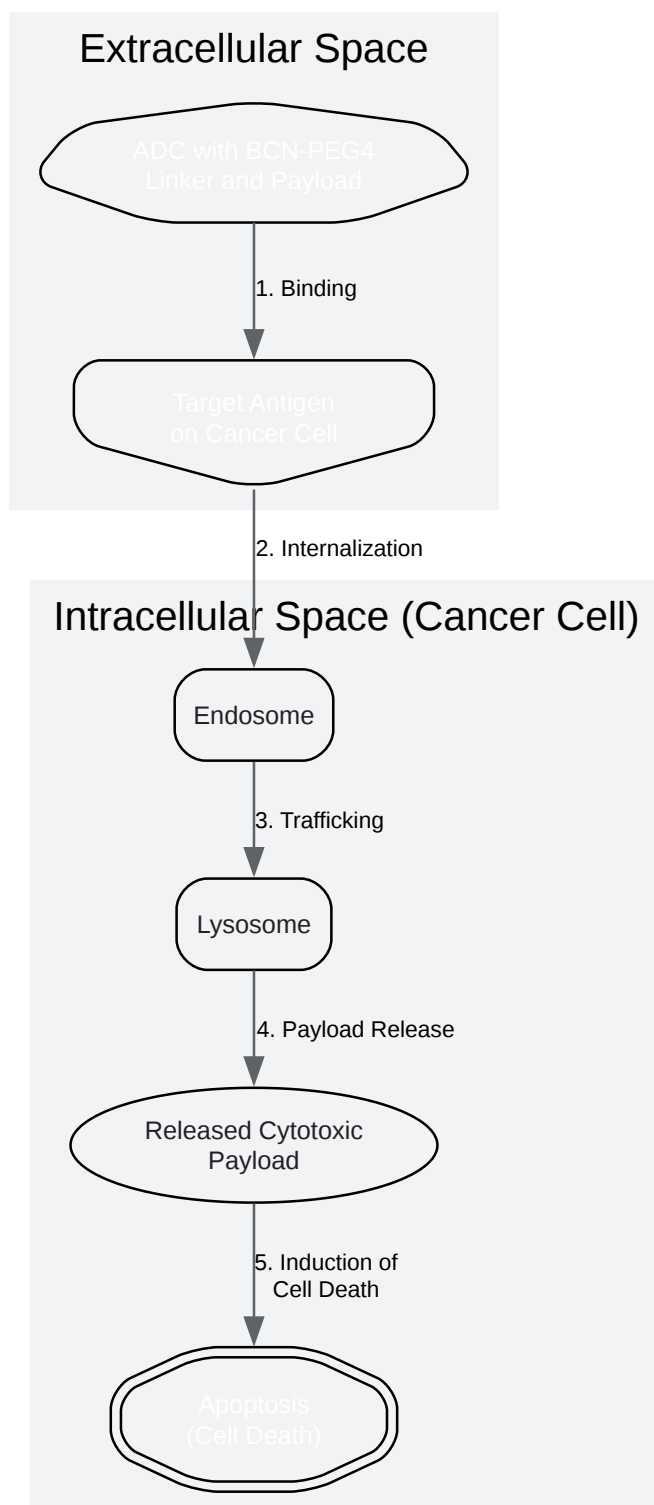 Extracellular Space
ADC with BCN-PEG4
Linker and Payload
1. Binding
Target Antigen
on Cancer Cell
2. Internalization
Intracellular Space (Cancer Cell)
Endosome
3. Trafficking
Lysosome
4. Payload Release
Released Cytotoxic
Payload
5. Induction of
Cell Death
Apoptosis
(Cell Death)